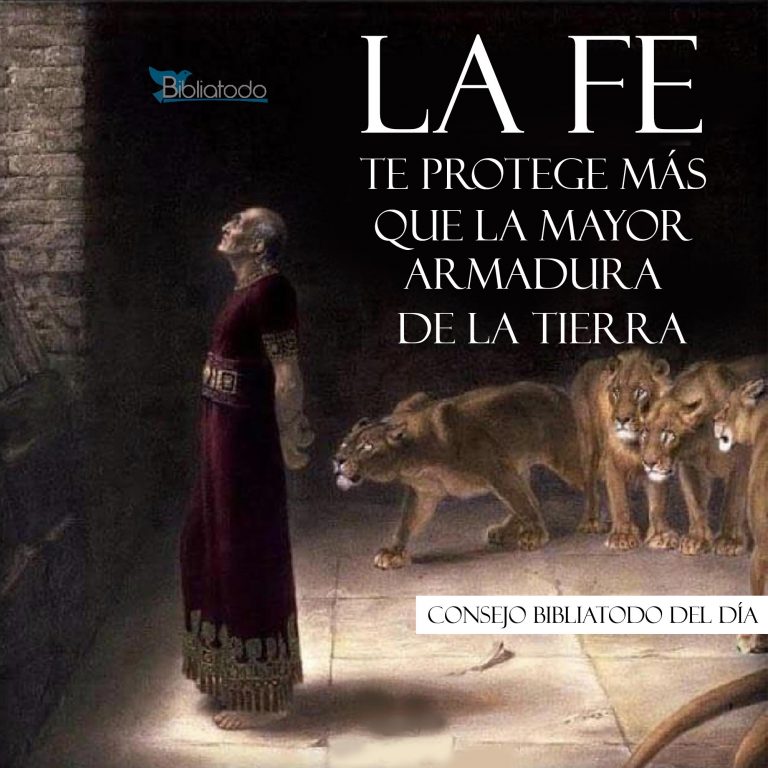 Bibliatodo
LA FE
TE PROTEGE MÁS
QUE LA MAYOR
ARMADURA
DE LA TIERRA
CONSEJO BIBLIATODO DEL DÍA